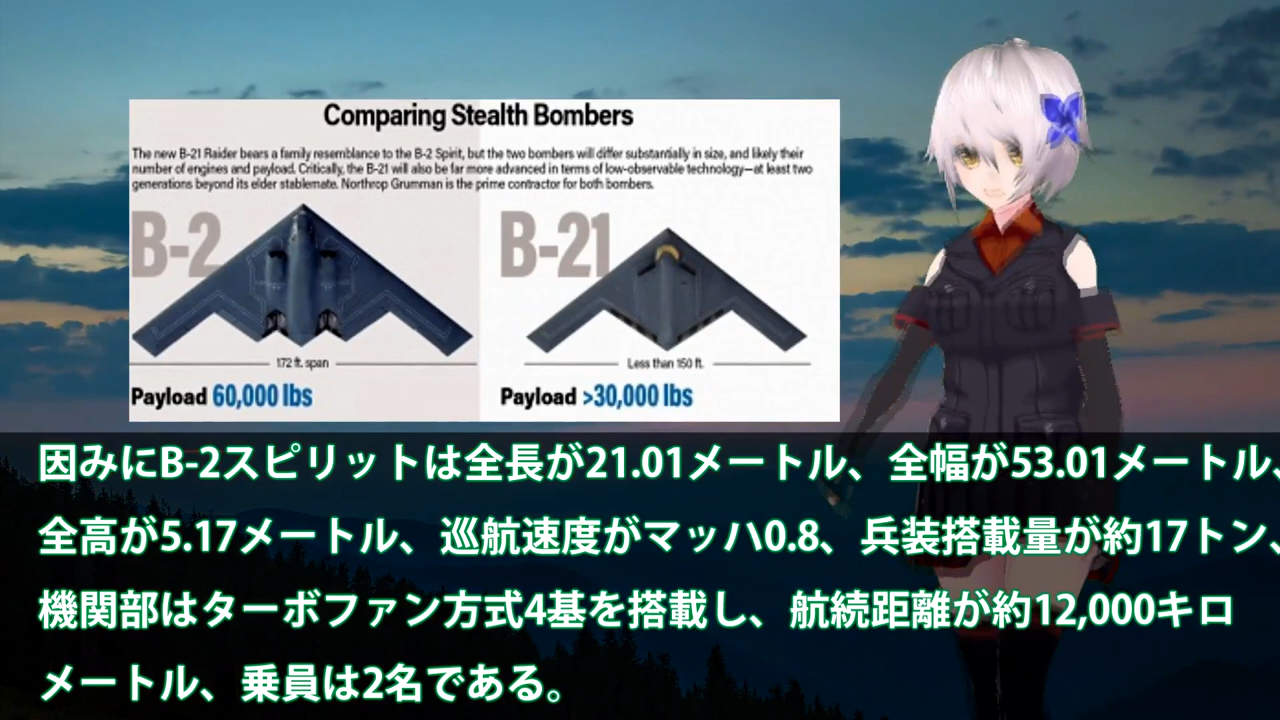 Comparing Stealth Bombers
The new B-21 Raider bears a family resemblance to the B-2 Spirit, but the two bombers will differ substantially in size, and likely their
number of engines and payload. Critically, the B-21 will also be far more advanced in terms of low-observable technology—at least two
generations beyond its elder stablemate. Northrop Grumman is the prime contractor for both bombers.
B-2
B-21
172 ft. span
Less than 150 ft.
Payload 60,000 lbs
Payload >30,000 lbs
因みにB-2スピリットは全長が21.01メートル、全幅が53.01メートル、
全高が5.17メートル、巡航速度がマッハ0.8、兵装搭載量が約17トン、
機関部はターボファン方式4基を搭載し、航続距離が約12,000キロ
メートル、乗員は2名である。